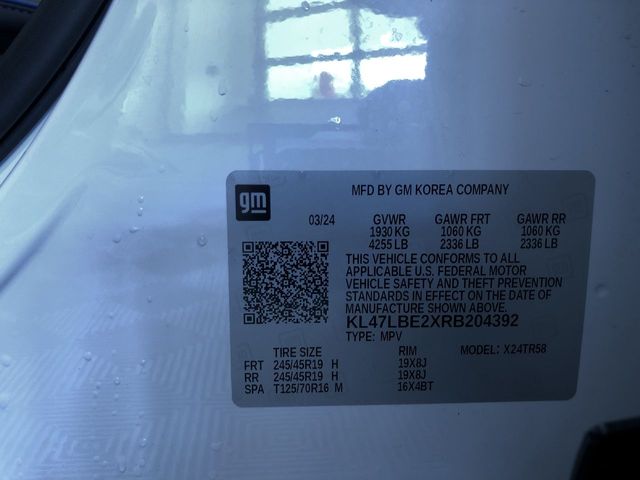 gm
MFD BY GM KOREA COMPANY
03/24 GVWR GAWR FRT GAWR RR
1930 KG 1060 KG 1060 KG
4255 LB 2336 LB 2336 LB
THIS VEHICLE CONFORMS TO ALL
APPLICABLE U.S. FEDERAL MOTOR
VEHICLE SAFETY AND THEFT PREVENTION
STANDARDS IN EFFECT ON THE DATE OF
MANUFACTURE SHOWN ABOVE.
KL47LBE2XRB204392
TYPE: MPV
TIRE SIZE RIM MODEL: X24TR58
FRT 245/45R19 H 19X8J
RR 245/45R19 H 19X8J
SPA T125/70R16 M 16X4BT